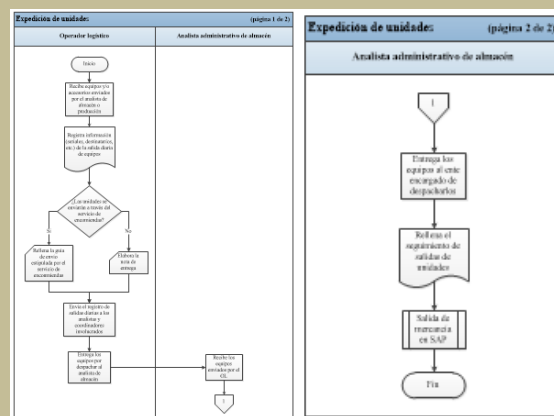 Expedición de unidades (página 1 de 2)
Operador logístico
Analista administrativo de almacén
Inicio
Recibe equipos y/o
accesorios enviados
por el analista de
almacén o
producción
Registra información
(seriales, destinatarios,
etc.) de la salida diaria
de equipos
¿Las unidades se
enviarán a través del
servicio de
encomiendas?
Si
No
Rellena la guía
de envío
estipulada por el
servicio de
encomiendas
Elabora la
nota de
entrega
Envía el registro de
salidas diarias a los
analistas y
coordinadores
involucrados
Entrega los
equipos por
despachar al
analista de
almacén
Recibe los
equipos
enviados por el
OL
1
Expedición de unidades (página 2 de 2)
Analista administrativo de almacén
1
Entrega los
equipos al ente
encargado de
despacharlos
Rellena el
seguimiento de
salidas de
unidades
Salida de
mercancía
en SAP
Fin